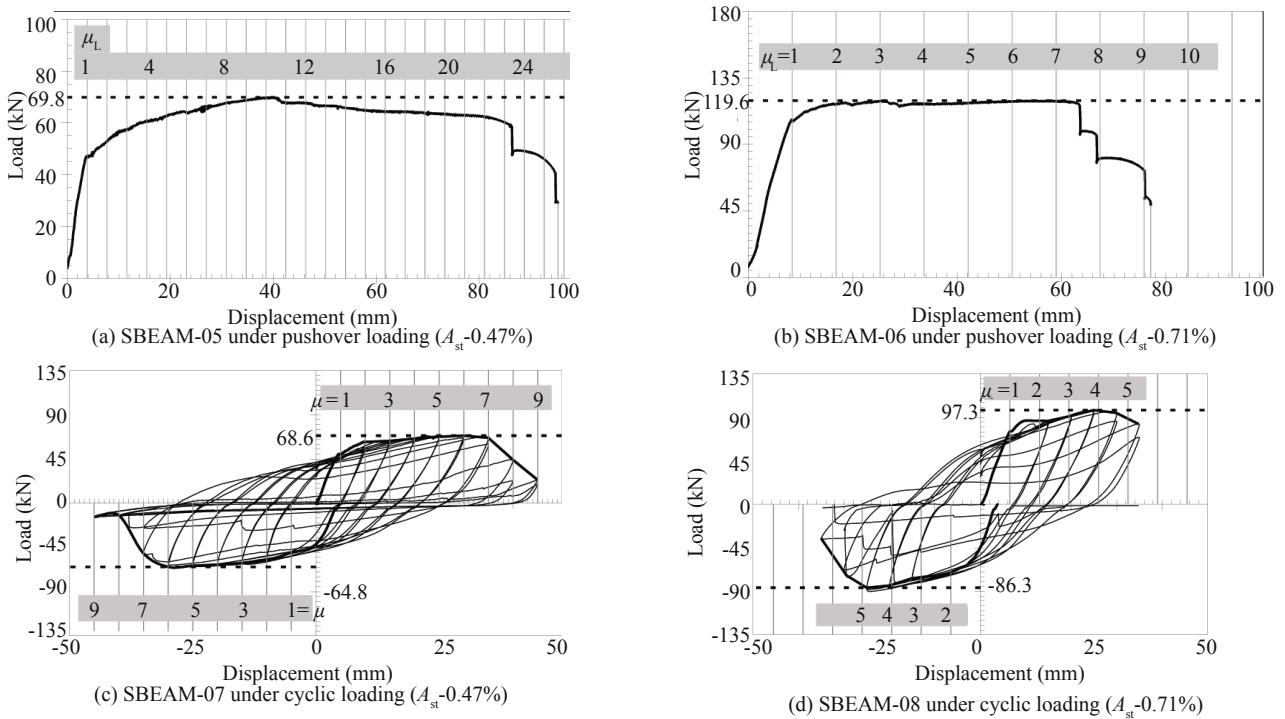 100
80
69.8
60
40
20
0
Load (kN)
μL
1 4 8 12 16 20 24
0 20 40 60 80 100
Displacement (mm)
(a) SBEAM-05 under pushover loading (Ast-0.47%)
180
135
119.6
90
45
0
Load (kN)
μL=1 2 3 4 5 6 7 8 9 10
0 20 40 60 80 100
Displacement (mm)
(b) SBEAM-06 under pushover loading (Ast-0.71%)
135
90
45
0
-45
-90
-135
Load (kN)
μ=1 3 5 7 9
68.6
-64.8
9 7 5 3 1=μ
-50 -25 0 25 50
Displacement (mm)
(c) SBEAM-07 under cyclic loading (Ast-0.47%)
135
90
45
0
-45
-90
-135
Load (kN)
μ=1 2 3 4 5
97.3
-86.3
5 4 3 2
-50 -25 0 25 50
Displacement (mm)
(d) SBEAM-08 under cyclic loading (Ast-0.71%)